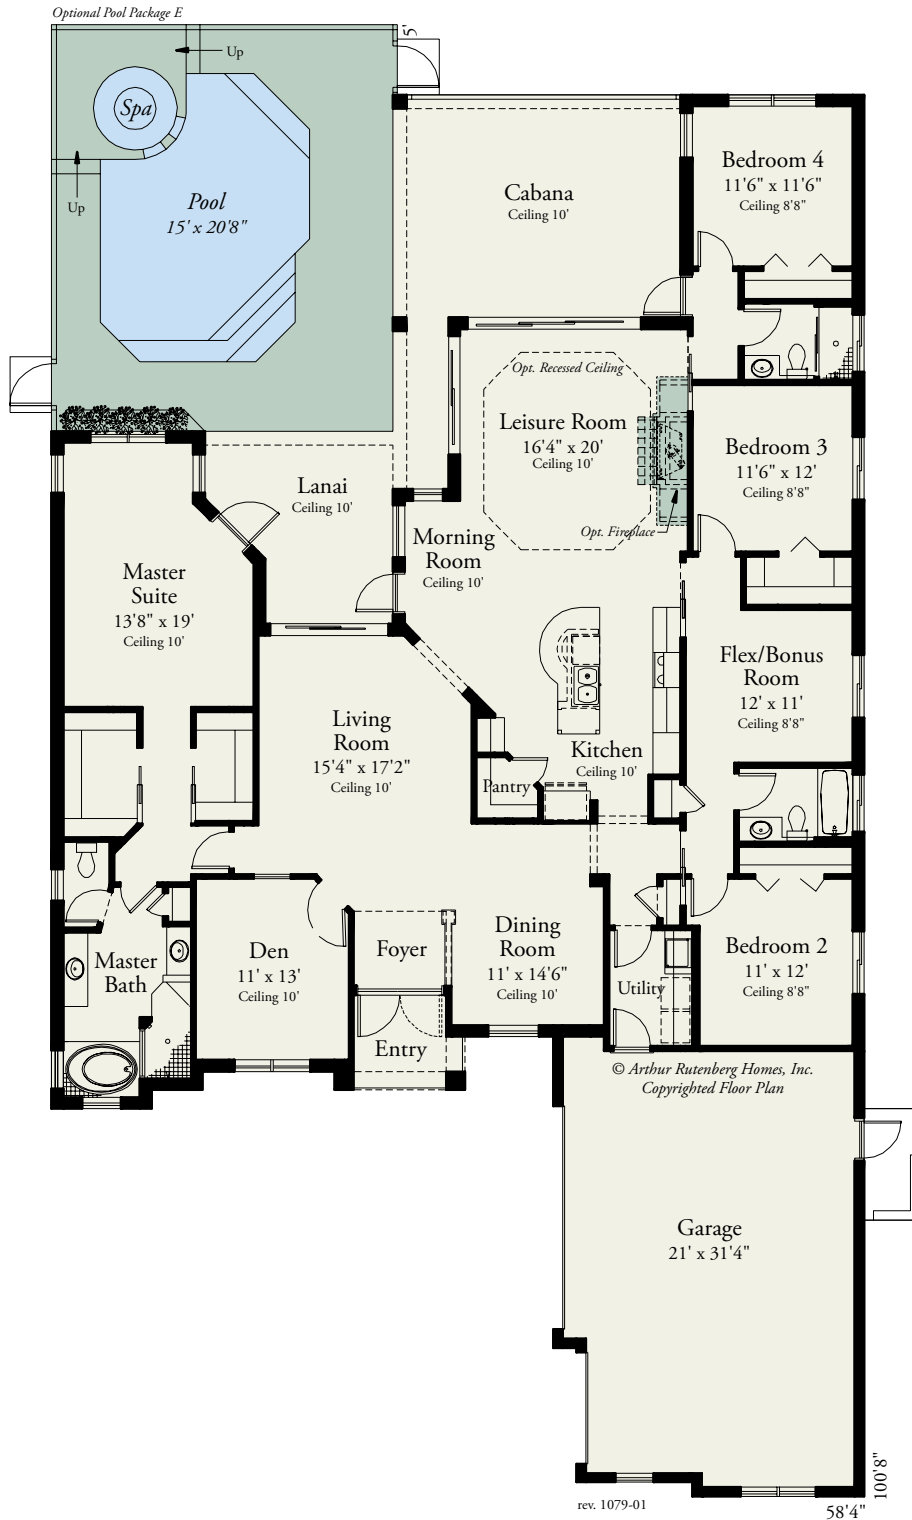 Optional Pool Package E
5'
Up
Spa
Up
Pool
15' x 20'8"
Cabana
Ceiling 10'
Bedroom 4
11'6" x 11'6"
Ceiling 8'8"
Opt. Recessed Ceiling
Leisure Room
16'4" x 20'
Ceiling 10'
Opt. Fireplace
Bedroom 3
11'6" x 12'
Ceiling 8'8"
Lanai
Ceiling 10'
Morning
Room
Ceiling 10'
Master
Suite
13'8" x 19'
Ceiling 10'
Flex/Bonus
Room
12' x 11'
Ceiling 8'8"
Living
Room
15'4" x 17'2"
Ceiling 10'
Kitchen
Ceiling 10'
Pantry
Den
11' x 13'
Ceiling 10'
Foyer
Dining
Room
11' x 14'6"
Ceiling 10'
Bedroom 2
11' x 12'
Ceiling 8'8"
Master
Bath
Utility
Entry
© Arthur Rutenberg Homes, Inc.
Copyrighted Floor Plan
Garage
21' x 31'4"
rev. 1079-01
100'8"
58'4"